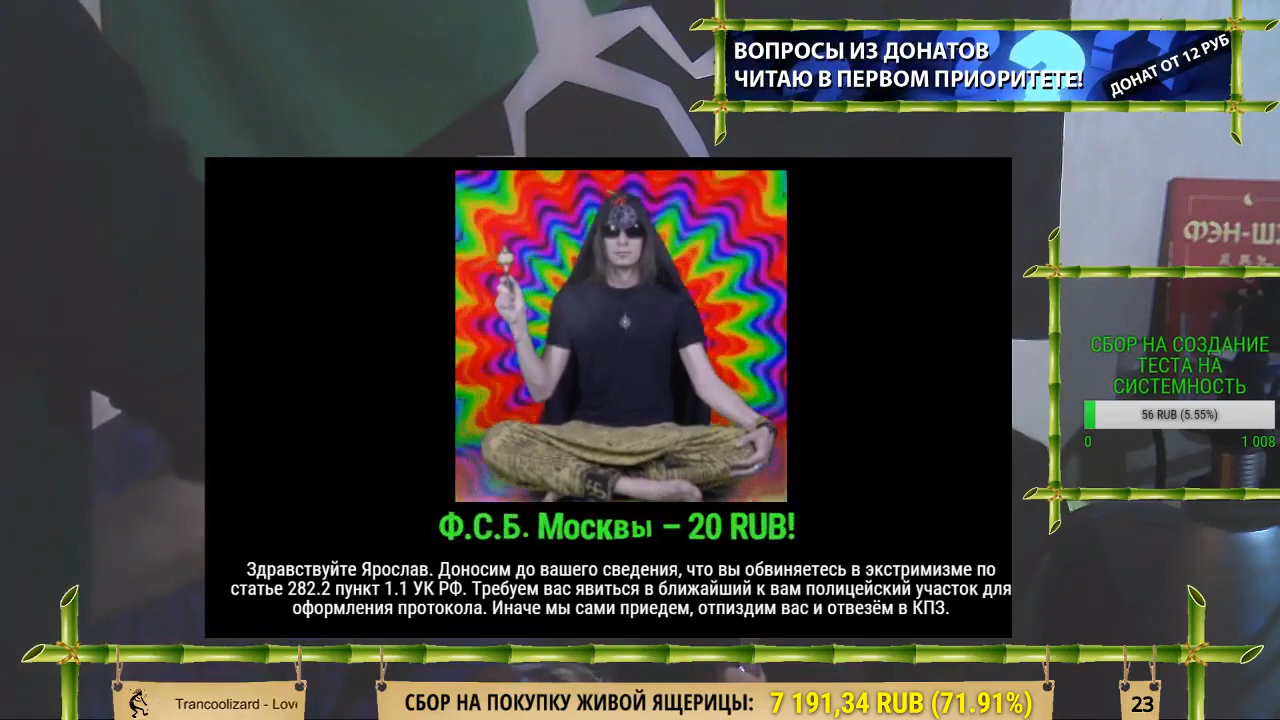 ВОПРОСЫ ИЗ ДОНАТОВ
ЧИТАЮ В ПЕРВОМ ПРИОРИТЕТЕ!
ДОНАТ ОТ 12 РУБ
ФЭН-Ш
СБОР НА СОЗДАНИЕ
ТЕСТА НА
СИСТЕМНОСТЬ
56 RUB (5.55%)
0 1 008
Ф.С.Б. Москвы – 20 RUB!
Здравствуйте Ярослав. Доносим до вашего сведения, что вы обвиняетесь в экстримизме по
статье 282.2 пункт 1.1 УК РФ. Требуем вас явиться в ближайший к вам полицейский участок для
оформления протокола. Иначе мы сами приедем, отпиздим вас и отвезём в КПЗ.
Trancoolizard - Lov
СБОР НА ПОКУПКУ ЖИВОЙ ЯЩЕРИЦЫ: 7 191,34 RUB (71.91%)
23